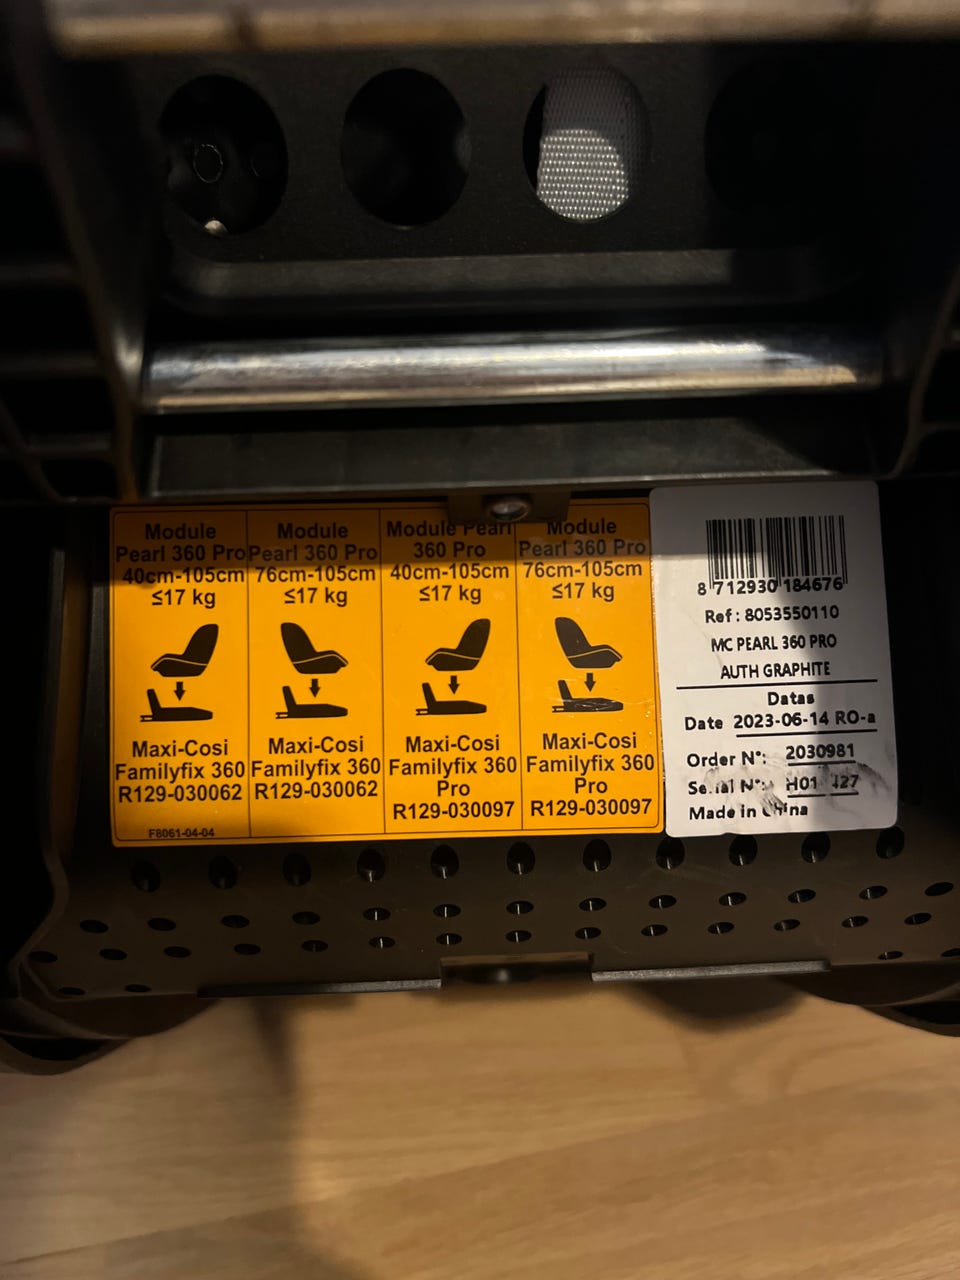 Module
Pearl 360 Pro
40cm-105cm
≤17 kg
Maxi-Cosi
Familyfix 360
R129-030062
F8061-04-04
Module
Pearl 360 Pro
76cm-105cm
≤17 kg
Maxi-Cosi
Familyfix 360
R129-030062
Module Pearl
360 Pro
40cm-105cm
≤17 kg
Maxi-Cosi
Familyfix 360
Pro
R129-030097
Module
Pearl 360 Pro
76cm-105cm
≤17 kg
Maxi-Cosi
Familyfix 360
Pro
R129-030097
8 712930 184676
Ref : 8053550110
MC PEARL 360 PRO
AUTH GRAPHITE
Datas
Date 2023-06-14 RO-a
Order N°: 2030981
Serial N°:
Made in China